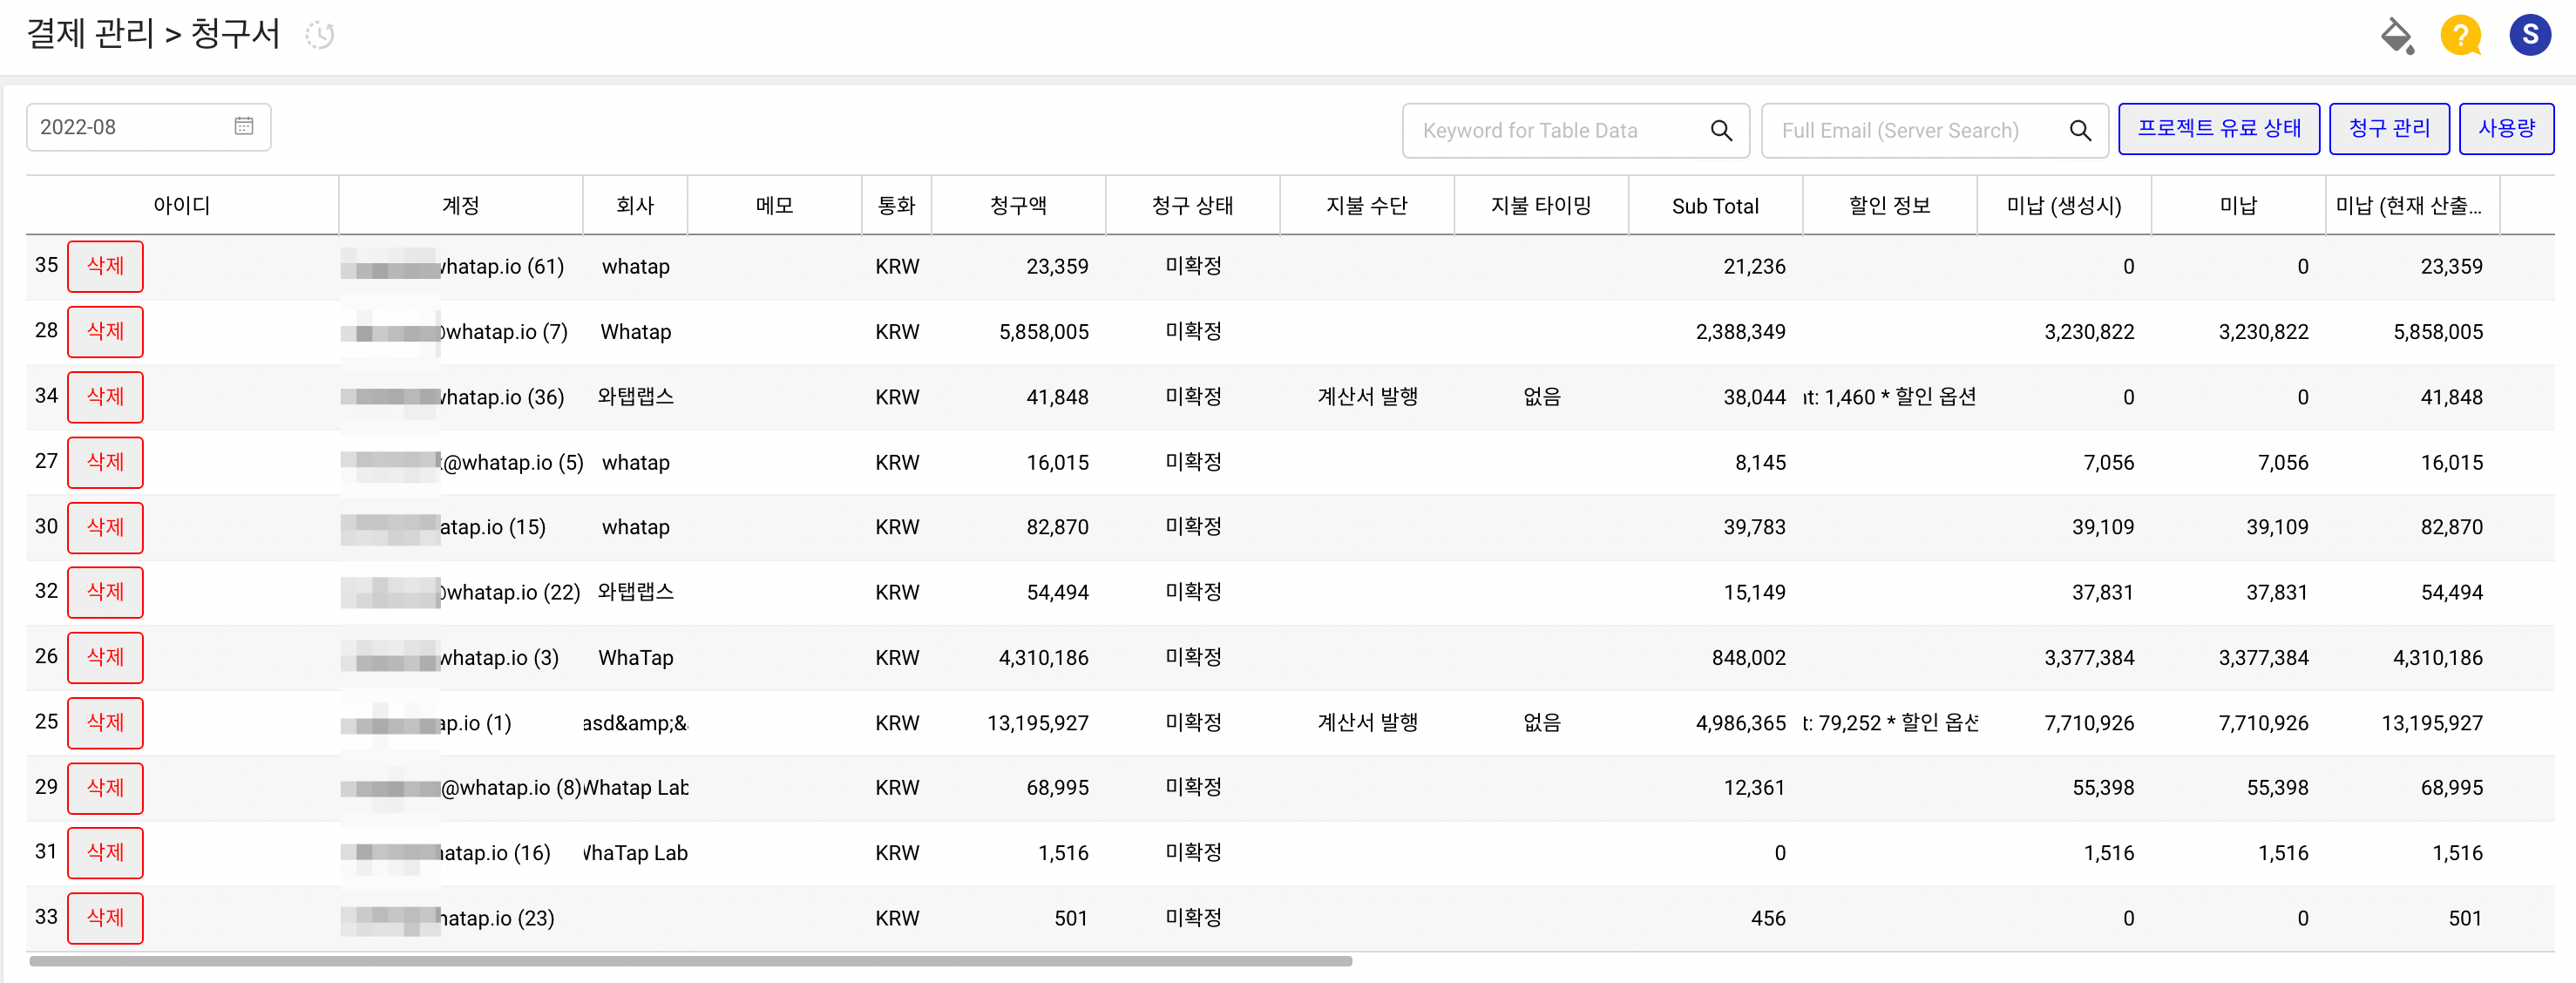 결제 관리 > 청구서
S
2022-08
Keyword for Table Data
Full Email (Server Search)
프로젝트 유료 상태
청구 관리
사용량
아이디 계정 회사 메모 통화 청구액 청구 상태 지불 수단 지불 타이밍 Sub Total 할인 정보 미납 (생성시) 미납 미납 (현재 산출...
35 삭제 whatap.io (61) whatap KRW 23,359 미확정 21,236 0 0 23,359
28 삭제 @whatap.io (7) Whatap KRW 5,858,005 미확정 2,388,349 3,230,822 3,230,822 5,858,005
34 삭제 whatap.io (36) 와탭랩스 KRW 41,848 미확정 계산서 발행 없음 38,044 t: 1,460 * 할인 옵션 0 0 41,848
27 삭제 @whatap.io (5) whatap KRW 16,015 미확정 8,145 7,056 7,056 16,015
30 삭제 atap.io (15) whatap KRW 82,870 미확정 39,783 39,109 39,109 82,870
32 삭제 @whatap.io (22) 와탭랩스 KRW 54,494 미확정 15,149 37,831 37,831 54,494
26 삭제 whatap.io (3) WhaTap KRW 4,310,186 미확정 848,002 3,377,384 3,377,384 4,310,186
25 삭제 ap.io (1) asd&amp;& KRW 13,195,927 미확정 계산서 발행 없음 4,986,365 t: 79,252 * 할인 옵션 7,710,926 7,710,926 13,195,927
29 삭제 @whatap.io (8) Whatap Lab KRW 68,995 미확정 12,361 55,398 55,398 68,995
31 삭제 hatap.io (16) WhaTap Lab KRW 1,516 미확정 0 1,516 1,516 1,516
33 삭제 hatap.io (23) KRW 501 미확정 456 0 0 501